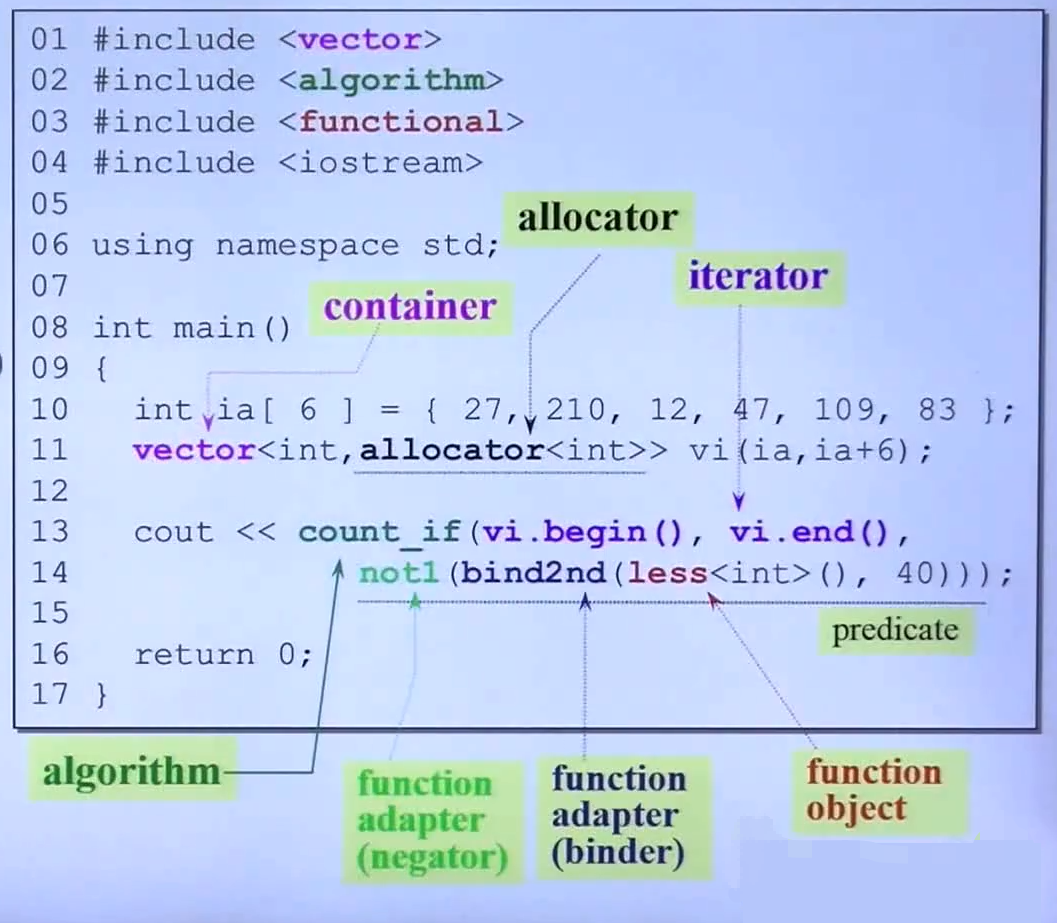 01 #include <vector>
02 #include <algorithm>
03 #include <functional>
04 #include <iostream>
05
allocator
06 using namespace std;
iterator
07
container
08 int main()
09 {
10 int ia[ 6 ] = { 27, 210, 12, 47, 109, 83 };
11 vector<int,allocator<int>> vi(ia,ia+6);
12
13 cout << count_if(vi.begin(), vi.end(),
14 not1(bind2nd(less<int>(), 40)));
15
predicate
16 return 0;
17 }
algorithm
function
adapter
(negator)
function
adapter
(binder)
function
object